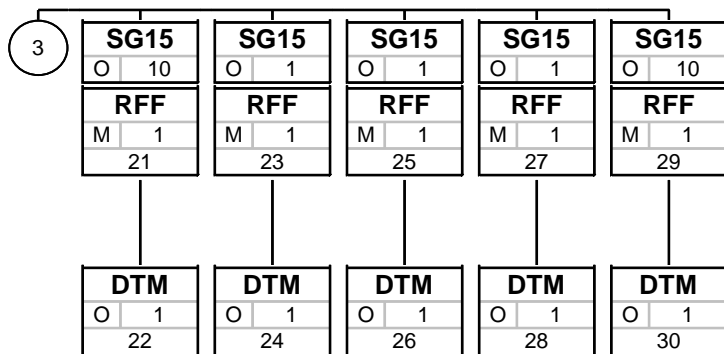 3
SG15 SG15 SG15 SG15 SG15
O 10 O 1 O 1 O 1 O 10
RFF RFF RFF RFF RFF
M 1 M 1 M 1 M 1 M 1
21 23 25 27 29
DTM DTM DTM DTM DTM
O 1 O 1 O 1 O 1 O 1
22 24 26 28 30